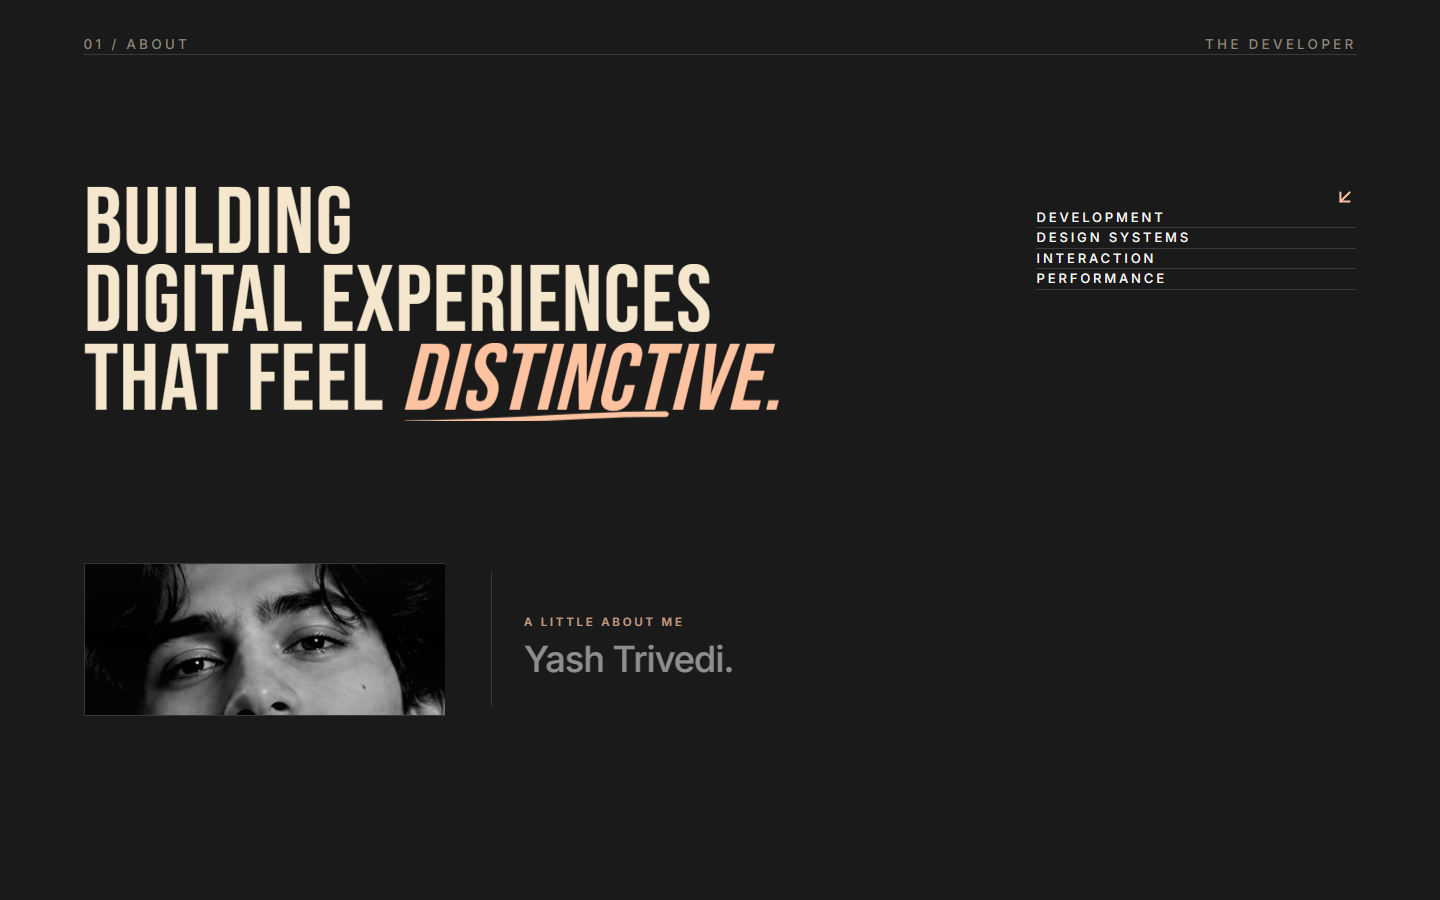 01 / ABOUT
THE DEVELOPER
BUILDING
DIGITAL EXPERIENCES
THAT FEEL DISTINCTIVE.
DEVELOPMENT
DESIGN SYSTEMS
INTERACTION
PERFORMANCE
A LITTLE ABOUT ME
Yash Trivedi.